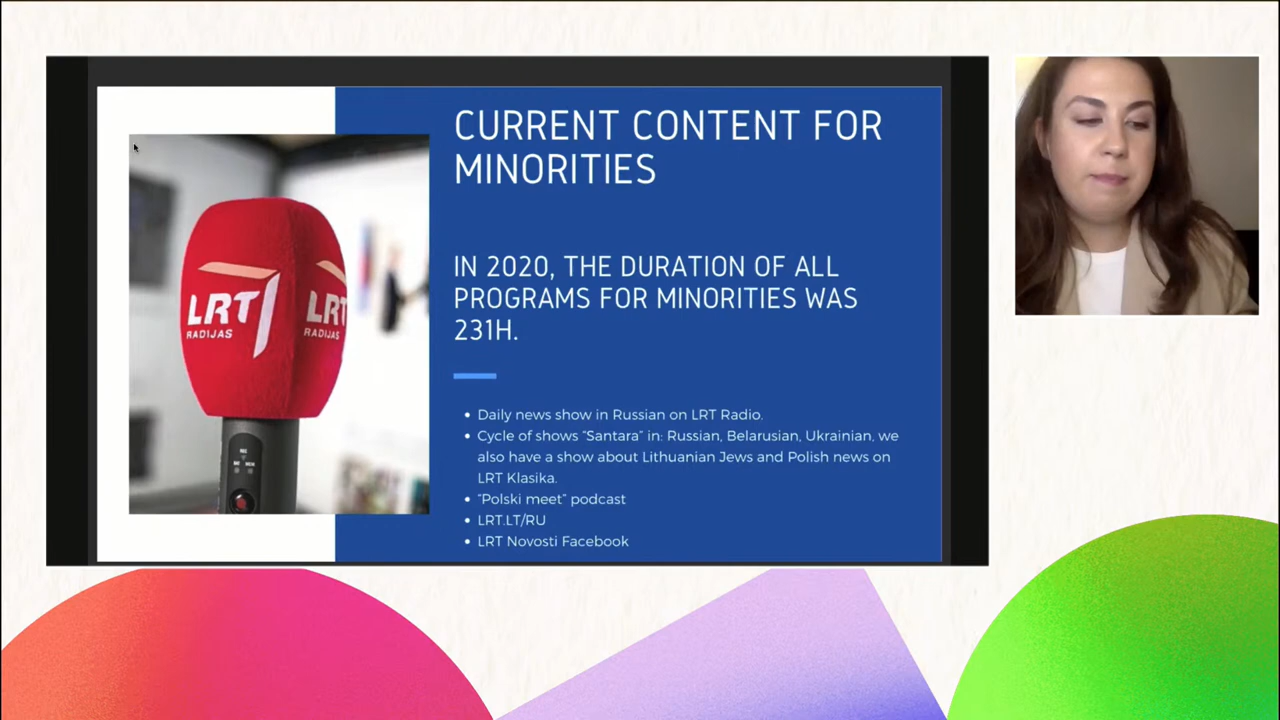 CURRENT CONTENT FOR
MINORITIES
IN 2020, THE DURATION OF ALL
PROGRAMS FOR MINORITIES WAS
231H.
• Daily news show in Russian on LRT Radio.
• Cycle of shows "Santara" in: Russian, Belarusian, Ukrainian, we
also have a show about Lithuanian Jews and Polish news on
LRT Klasika.
• "Polski meet" podcast
• LRT.LT/RU
• LRT Novosti Facebook
LRT
RADIJAS
LRT
RADIJAS